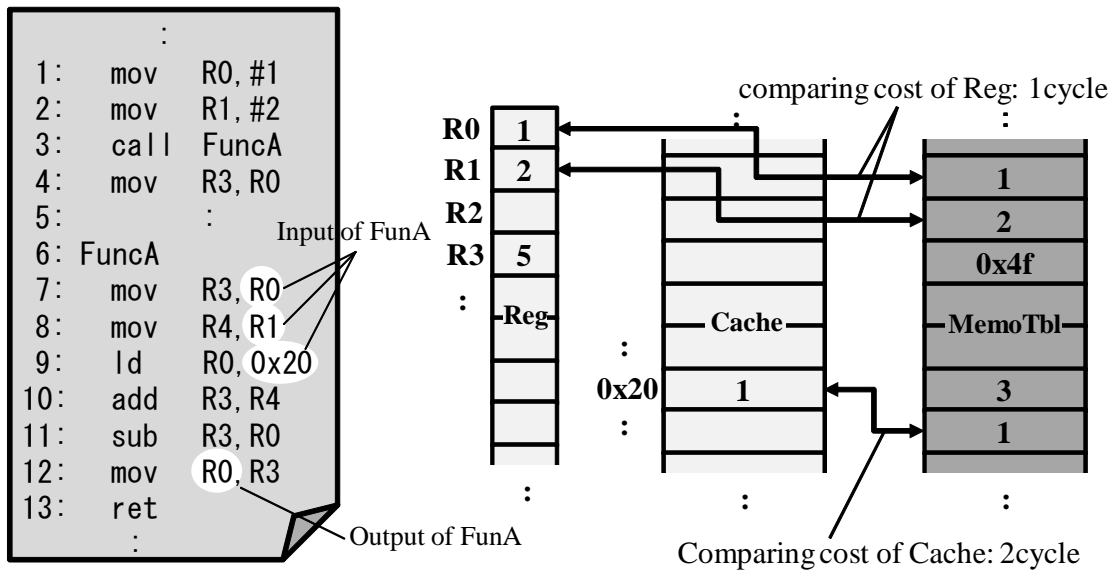 :
1: mov R0,#1
2: mov R1,#2
3: call FuncA
4: mov R3,R0
5: :
6: FuncA
7: mov R3,R0
8: mov R4,R1
9: ld R0,0x20
10: add R3,R4
11: sub R3,R0
12: mov R0,R3
13: ret
:
Input of FunA
Output of FunA
comparing cost of Reg: 1cycle
R0 1
R1 2
R2
R3 5
:
Reg
:
:
Cache
:
0x20 1
:
:
:
1
2
0x4f
MemoTbl
3
1
:
Comparing cost of Cache: 2cycle